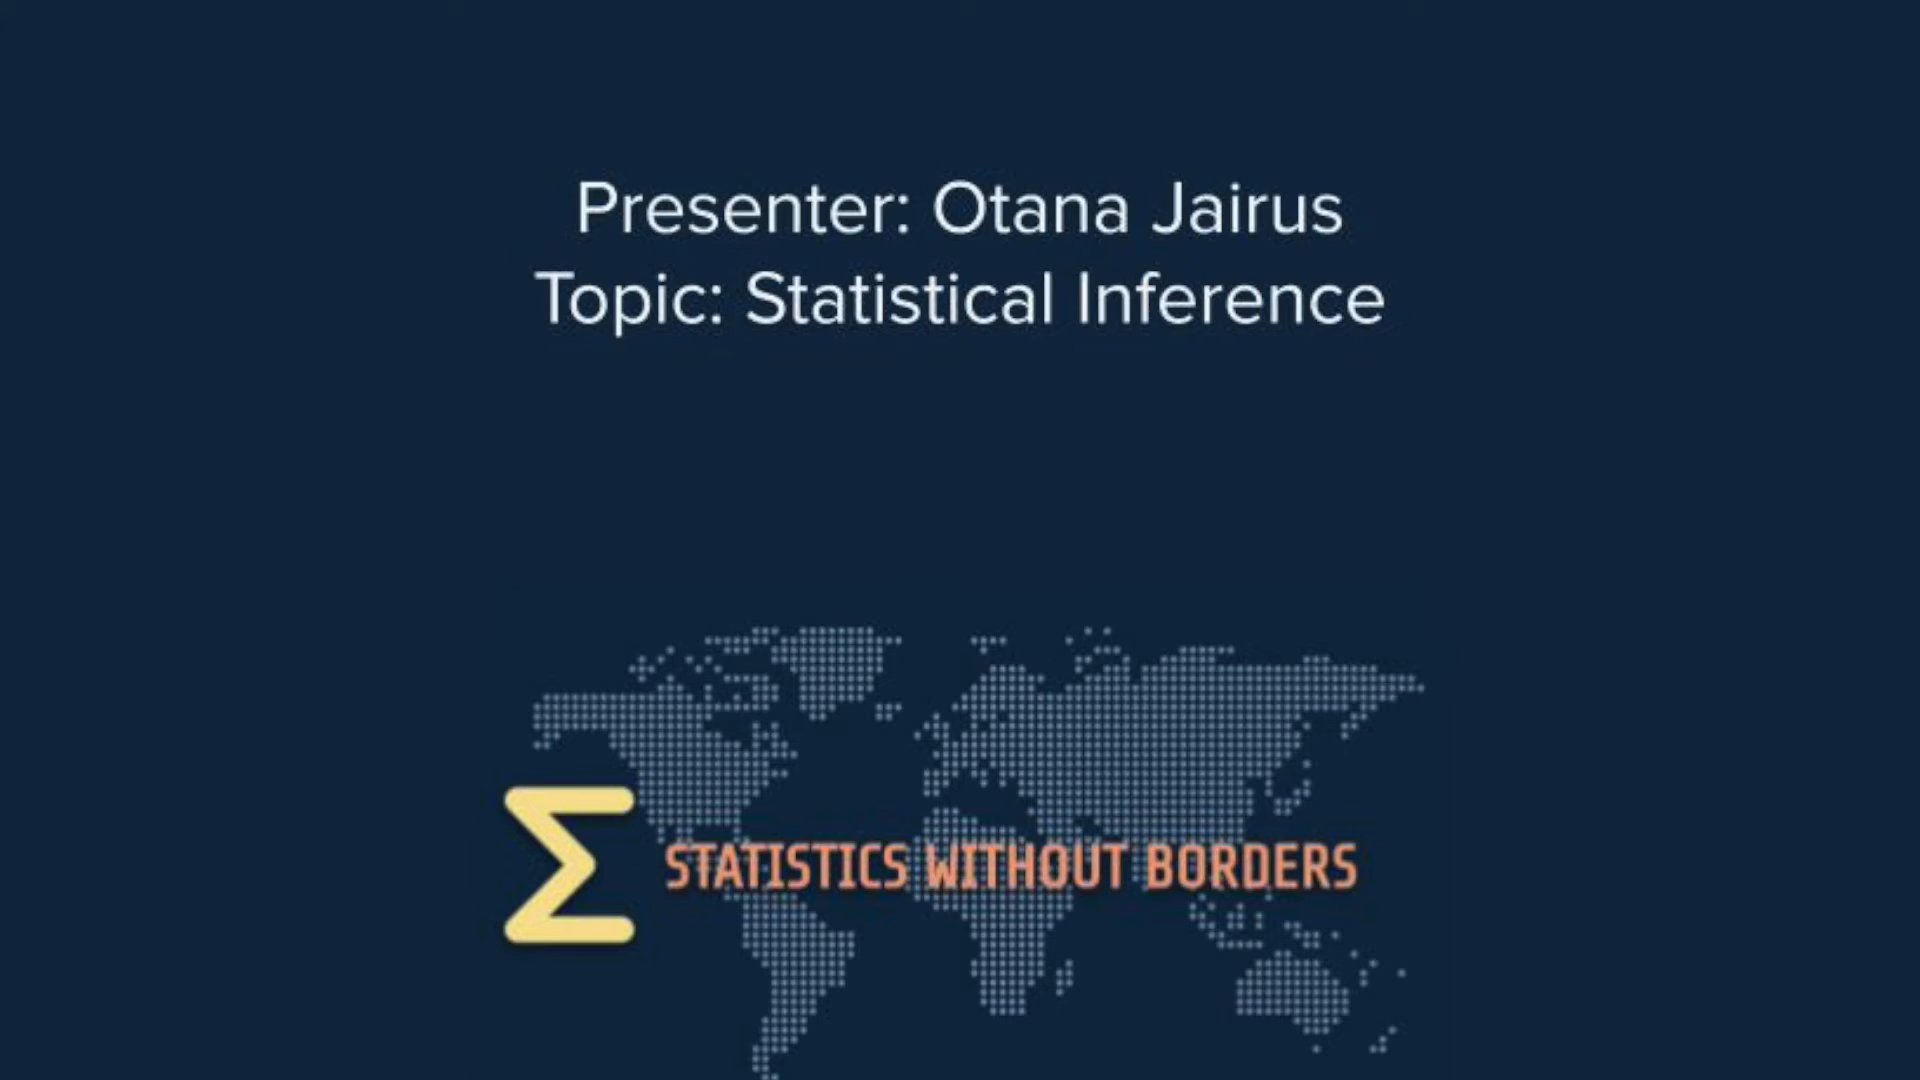 Presenter: Otana Jairus
Topic: Statistical Inference
Σ STATISTICS WITHOUT BORDERS